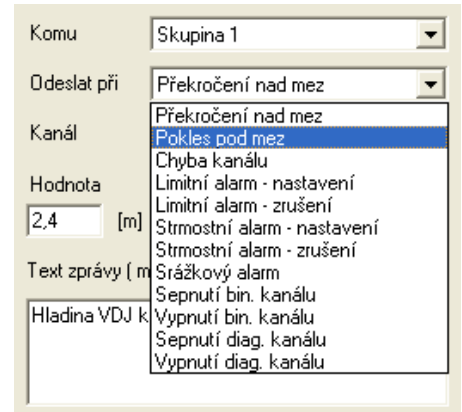 Komu Skupina 1
Odeslat při Překročení nad mez
Překročení nad mez
Kanál Pokles pod mez
Chyba kanálu
Hodnota Limitní alarm - nastavení
Limitní alarm - zrušení
2,4 [m] Strmostní alarm - nastavení
Strmostní alarm - zrušení
Text zprávy ( m Srážkový alarm
Sepnutí bin. kanálu
Hladina VDJ k Vypnutí bin. kanálu
Sepnutí diag. kanálu
Vypnutí diag. kanálu